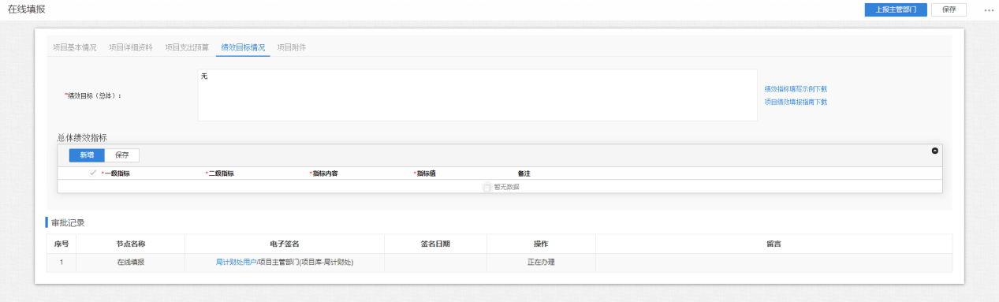 在线填报
上报主管部门 保存
项目基本情况 项目详细资料 项目支出预算 绩效目标情况 项目附件
*绩效目标（总体）：
无
绩效指标填写示例下载
项目绩效填报指南下载
总体绩效指标
新增 保存
*一级指标 *二级指标 *指标内容 *指标值 备注
暂无数据
审批记录
序号 节点名称 电子签名 签名日期 操作 留言
1 在线填报 局计财处用户/项目主管部门(项目库-局计财处) 正在办理